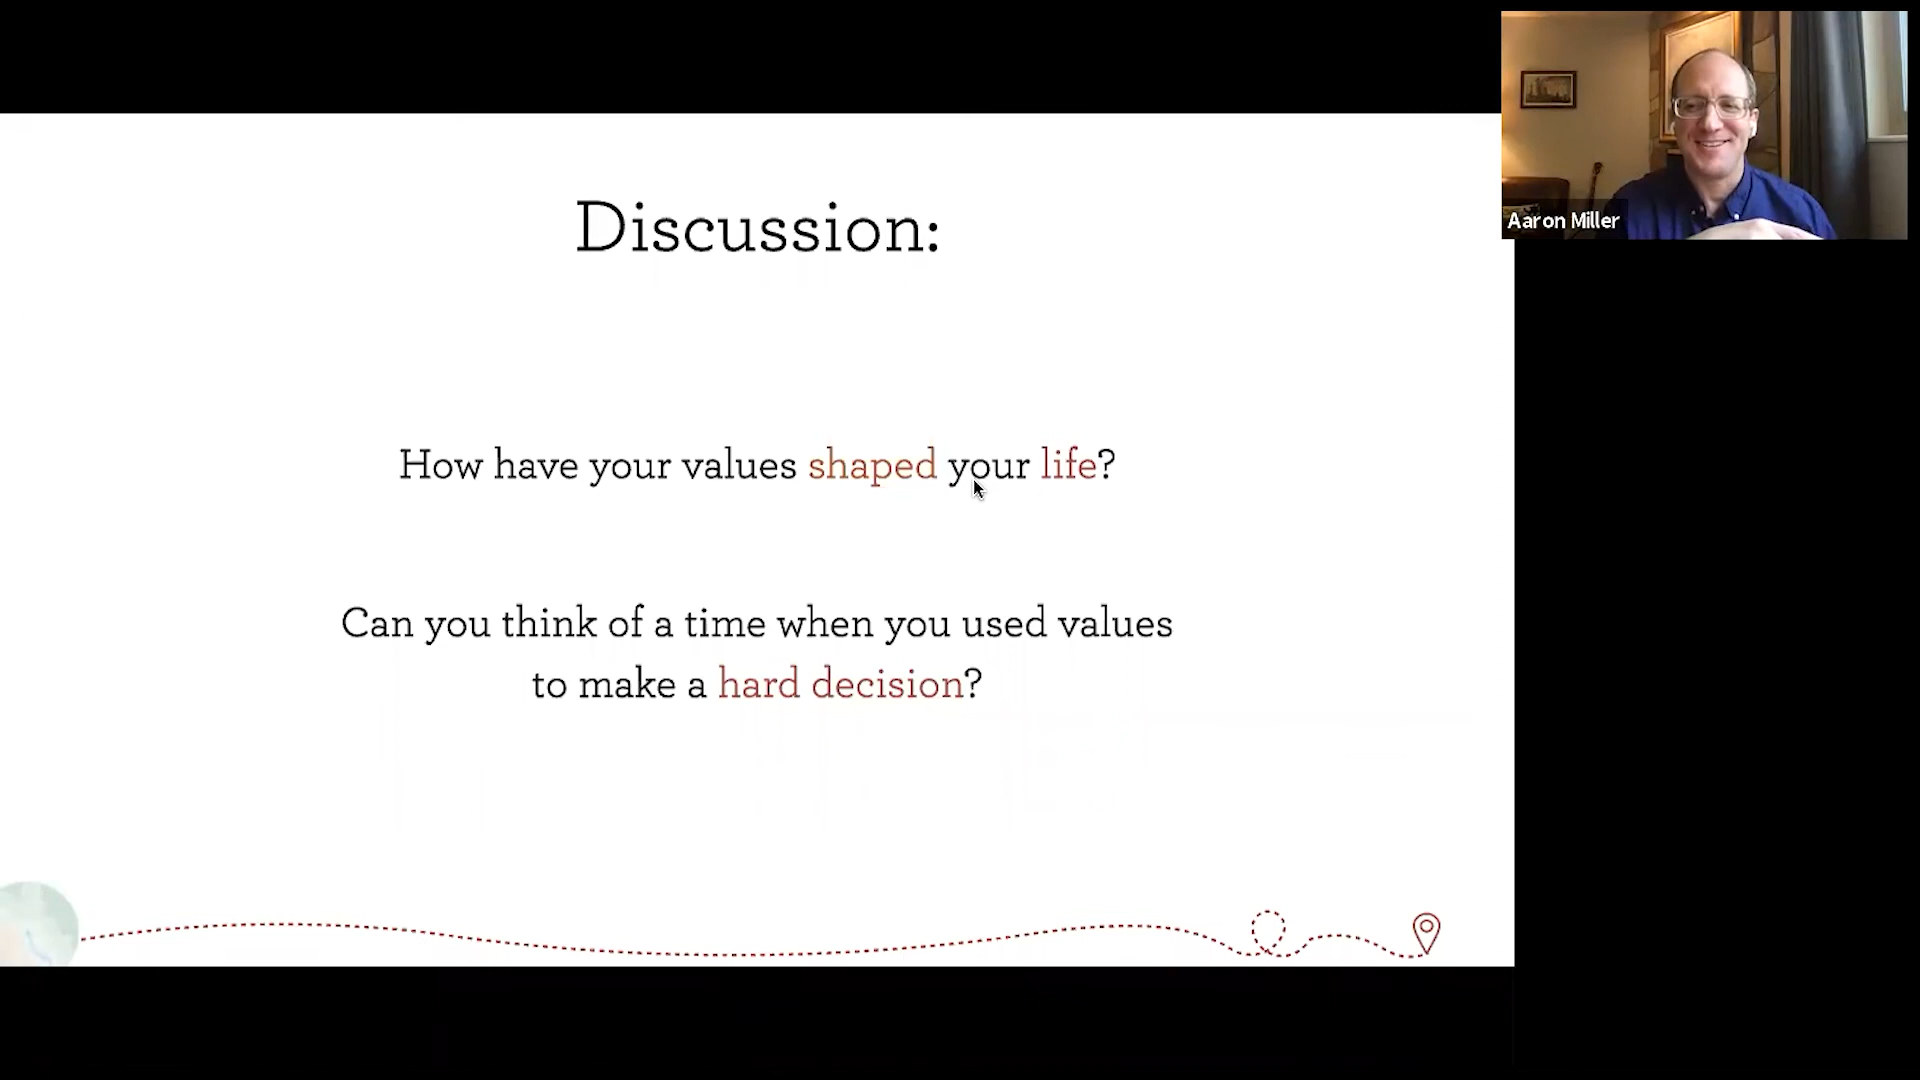 Discussion:
How have your values shaped your life?
Can you think of a time when you used values
to make a hard decision?
Aaron Miller